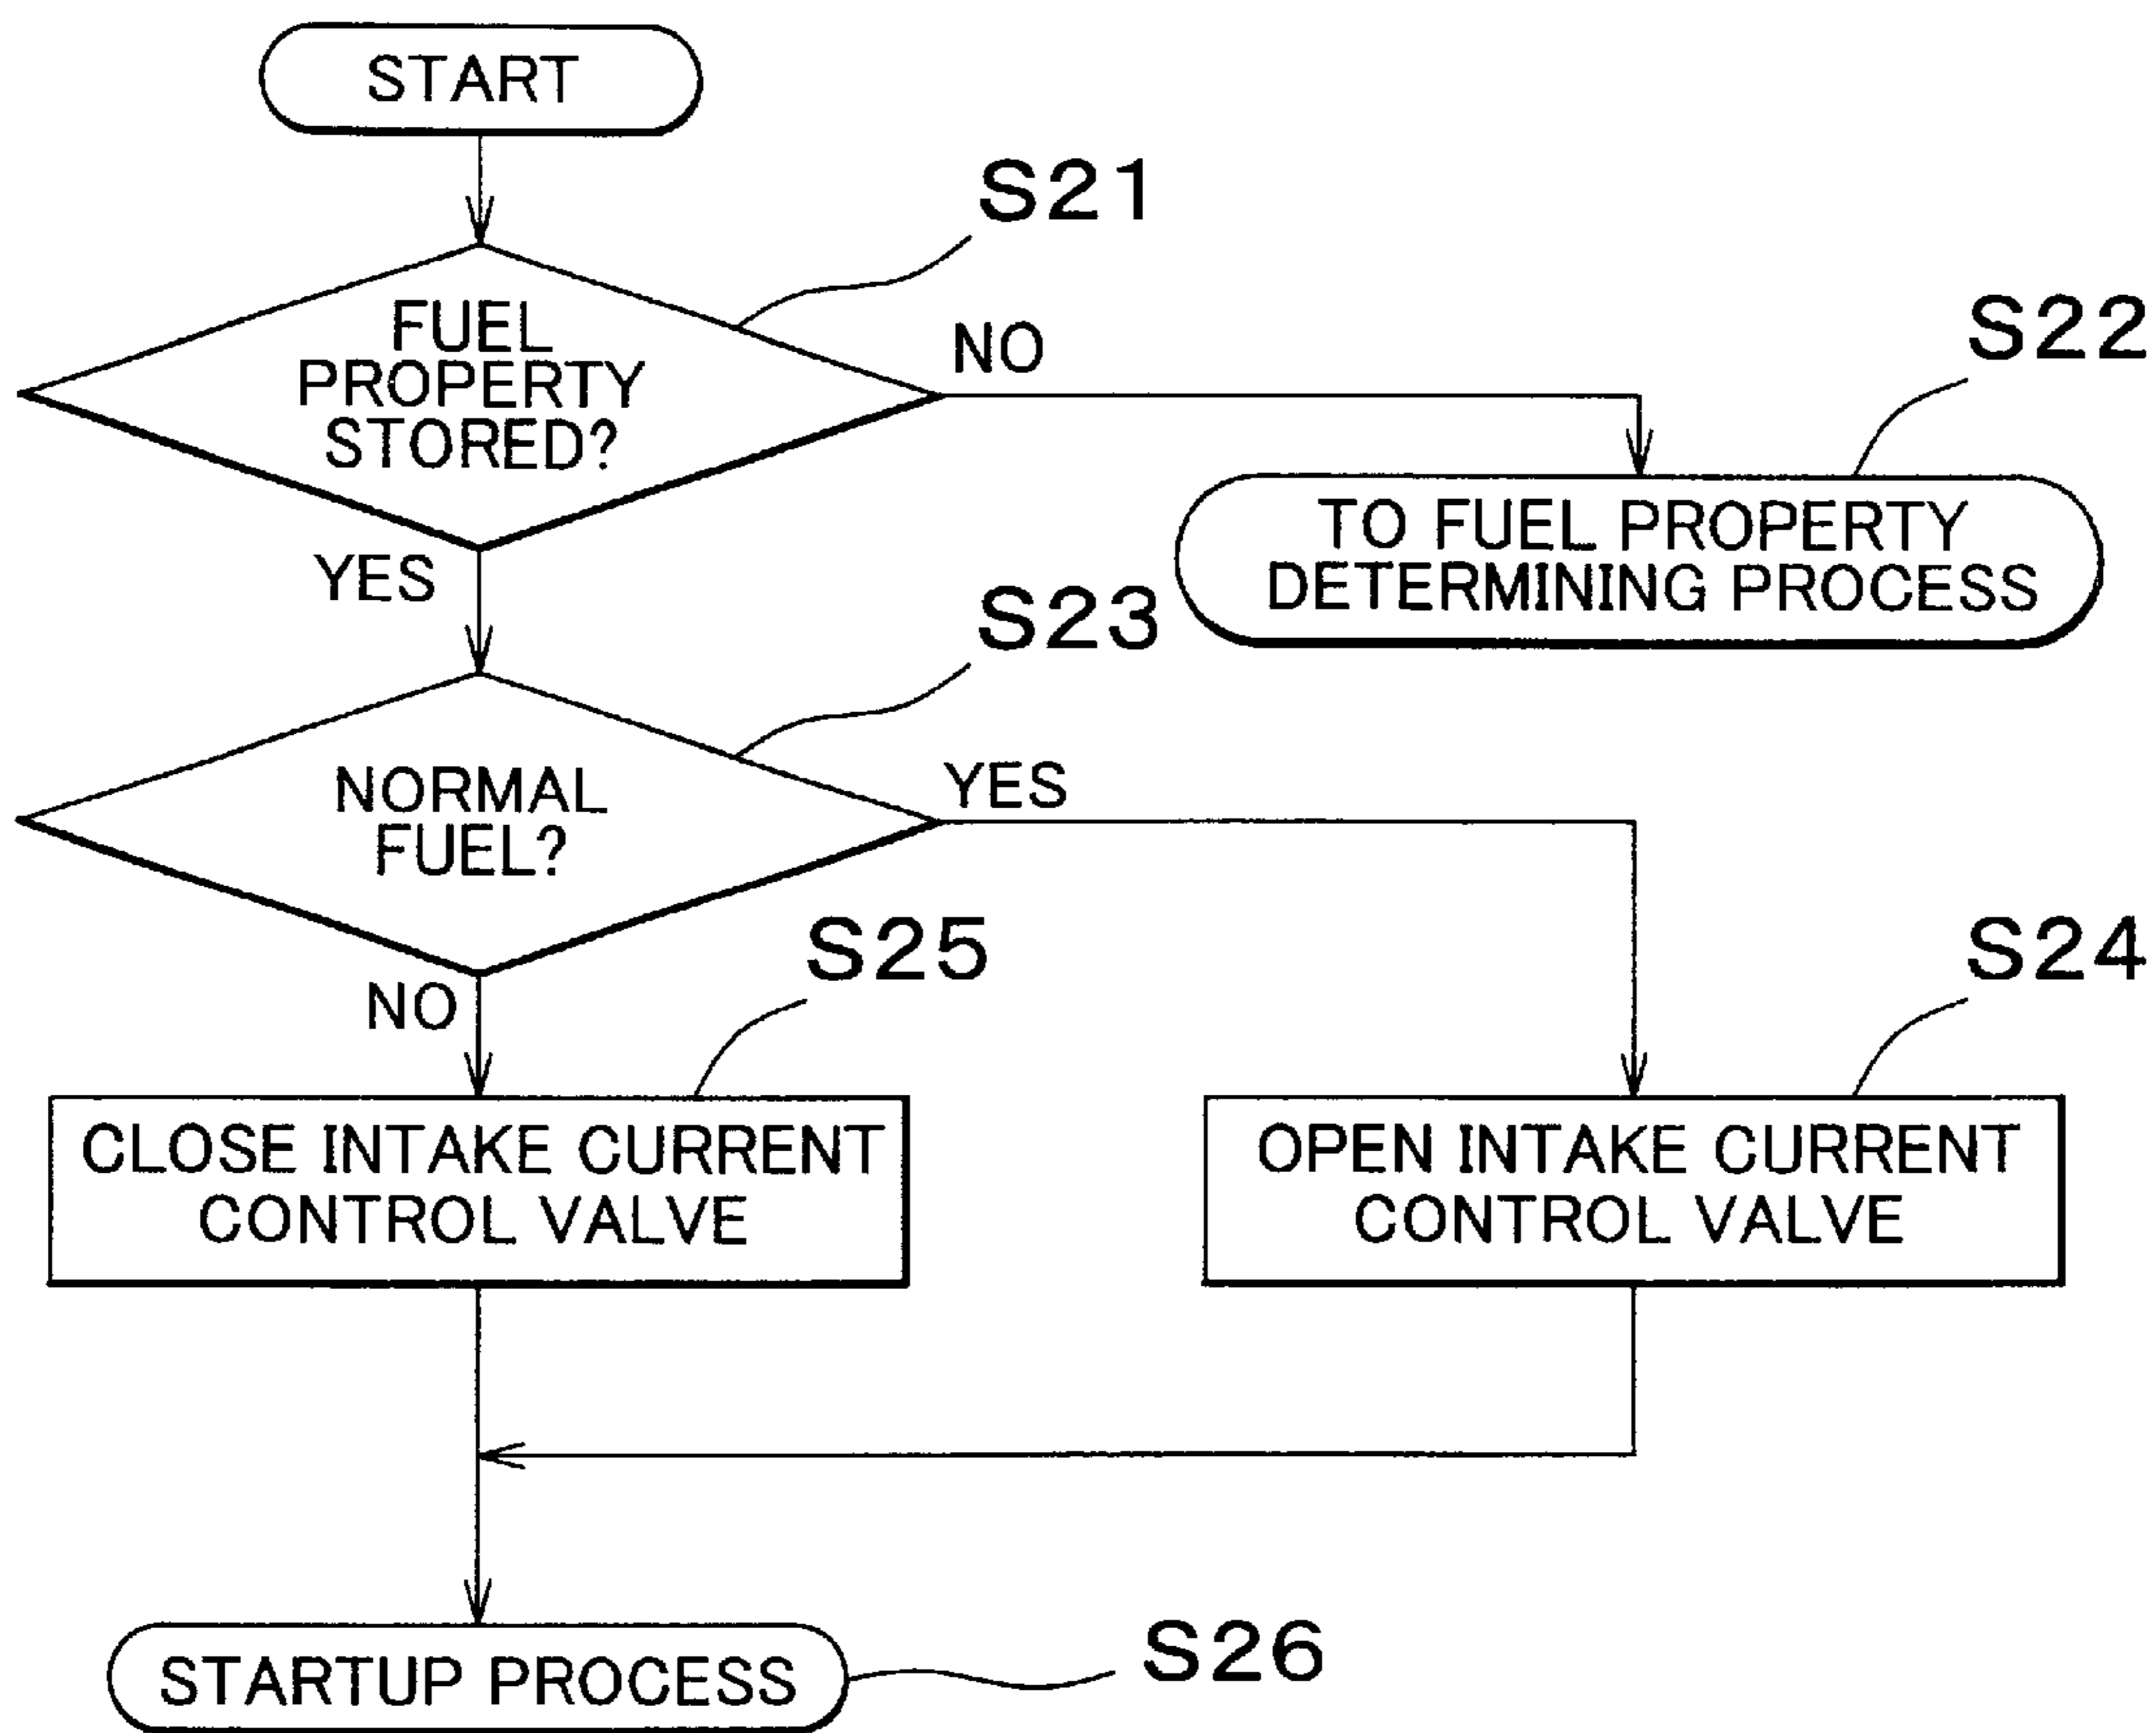 START
S21
FUEL
PROPERTY
STORED?
NO
S22
TO FUEL PROPERTY
DETERMINING PROCESS
YES
S23
NORMAL
FUEL?
YES
NO
S25
S24
CLOSE INTAKE CURRENT
CONTROL VALVE
OPEN INTAKE CURRENT
CONTROL VALVE
STARTUP PROCESS
S26